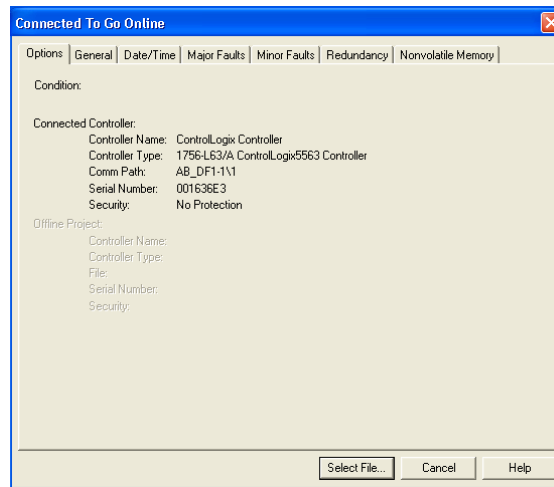 Connected To Go Online
Options General Date/Time Major Faults Minor Faults Redundancy Nonvolatile Memory
Condition:
Connected Controller:
Controller Name: ControlLogix Controller
Controller Type: 1756-L63/A ControlLogix5563 Controller
Comm Path: AB_DF1-1\1
Serial Number: 001636E3
Security: No Protection
Offline Project:
Controller Name:
Controller Type:
File:
Serial Number:
Security:
Select File... Cancel Help